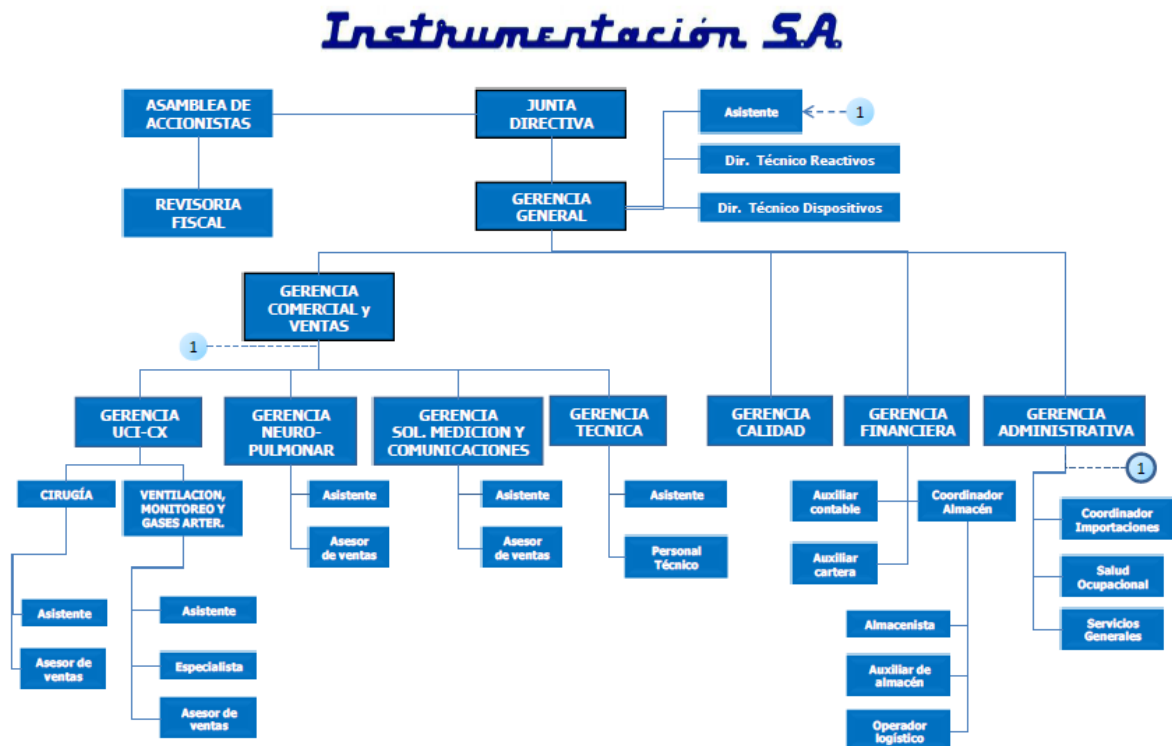 Instrumentación S.A.
ASAMBLEA DE
ACCIONISTAS
JUNTA
DIRECTIVA
Asistente
1
Dir. Técnico Reactivos
REVISORIA
FISCAL
GERENCIA
GENERAL
Dir. Técnico Dispositivos
GERENCIA
COMERCIAL y
VENTAS
1
GERENCIA
UCI-CX
GERENCIA
NEURO-
PULMONAR
GERENCIA
SOL. MEDICION Y
COMUNICACIONES
GERENCIA
TECNICA
GERENCIA
CALIDAD
GERENCIA
FINANCIERA
GERENCIA
ADMINISTRATIVA
1
CIRUGÍA
VENTILACION,
MONITOREO Y
GASES ARTER.
Asistente
Asistente
Asistente
Auxiliar
contable
Coordinador
Almacén
Coordinador
Importaciones
Asesor
de ventas
Asesor
de ventas
Personal
Técnico
Auxiliar
cartera
Salud
Ocupacional
Asistente
Asistente
Almacenista
Servicios
Generales
Asesor de
ventas
Especialista
Auxiliar de
almacén
Asesor de
ventas
Operador
logístico